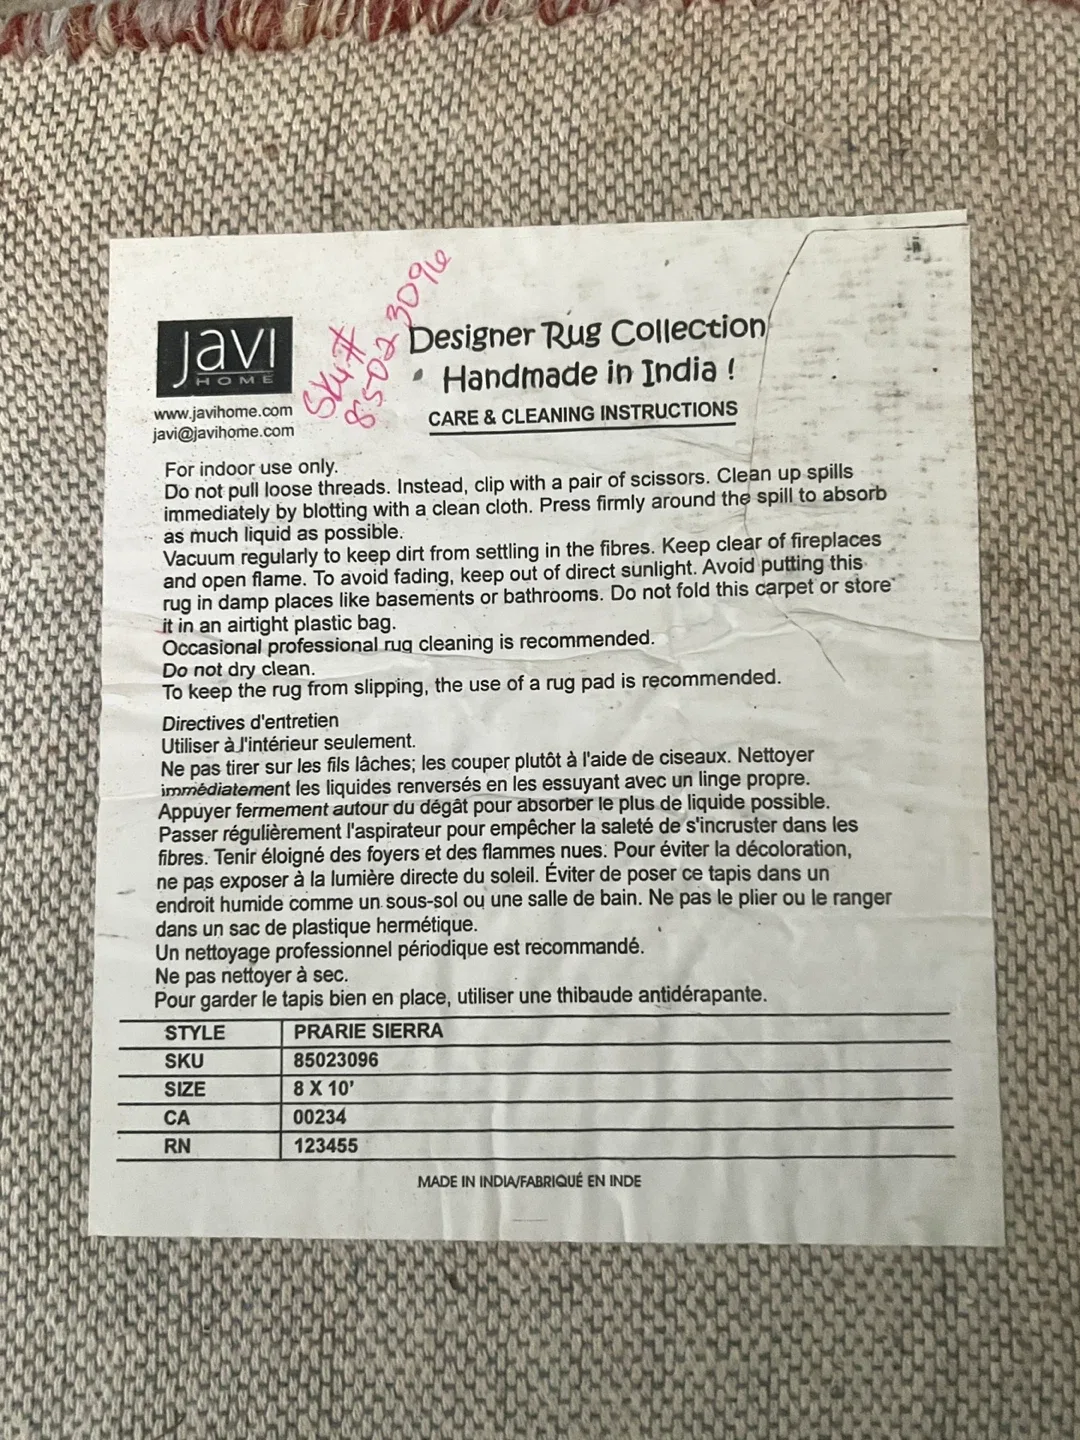 SKU#
85023096
JAVI
HOME
www.javihome.com
javi@javihome.com
Designer Rug Collection
Handmade in India !
CARE & CLEANING INSTRUCTIONS
For indoor use only.
Do not pull loose threads. Instead, clip with a pair of scissors. Clean up spills
immediately by blotting with a clean cloth. Press firmly around the spill to absorb
as much liquid as possible.
Vacuum regularly to keep dirt from settling in the fibres. Keep clear of fireplaces
and open flame. To avoid fading, keep out of direct sunlight. Avoid putting this
rug in damp places like basements or bathrooms. Do not fold this carpet or store
it in an airtight plastic bag.
Occasional professional rug cleaning is recommended.
Do not dry clean.
To keep the rug from slipping, the use of a rug pad is recommended.
Directives d'entretien
Utiliser à l'intérieur seulement.
Ne pas tirer sur les fils lâches; les couper plutôt à l'aide de ciseaux. Nettoyer
immédiatement les liquides renversés en les essuyant avec un linge propre.
Appuyer fermement autour du dégât pour absorber le plus de liquide possible.
Passer régulièrement l'aspirateur pour empêcher la saleté de s'incruster dans les
fibres. Tenir éloigné des foyers et des flammes nues. Pour éviter la décoloration,
ne pas exposer à la lumière directe du soleil. Éviter de poser ce tapis dans un
endroit humide comme un sous-sol ou une salle de bain. Ne pas le plier ou le ranger
dans un sac de plastique hermétique.
Un nettoyage professionnel périodique est recommandé.
Ne pas nettoyer à sec.
Pour garder le tapis bien en place, utiliser une thibaude antidérapante.
STYLE PRARIE SIERRA
SKU 85023096
SIZE 8 X 10'
CA 00234
RN 123455
MADE IN INDIA/FABRIQUÉ EN INDE